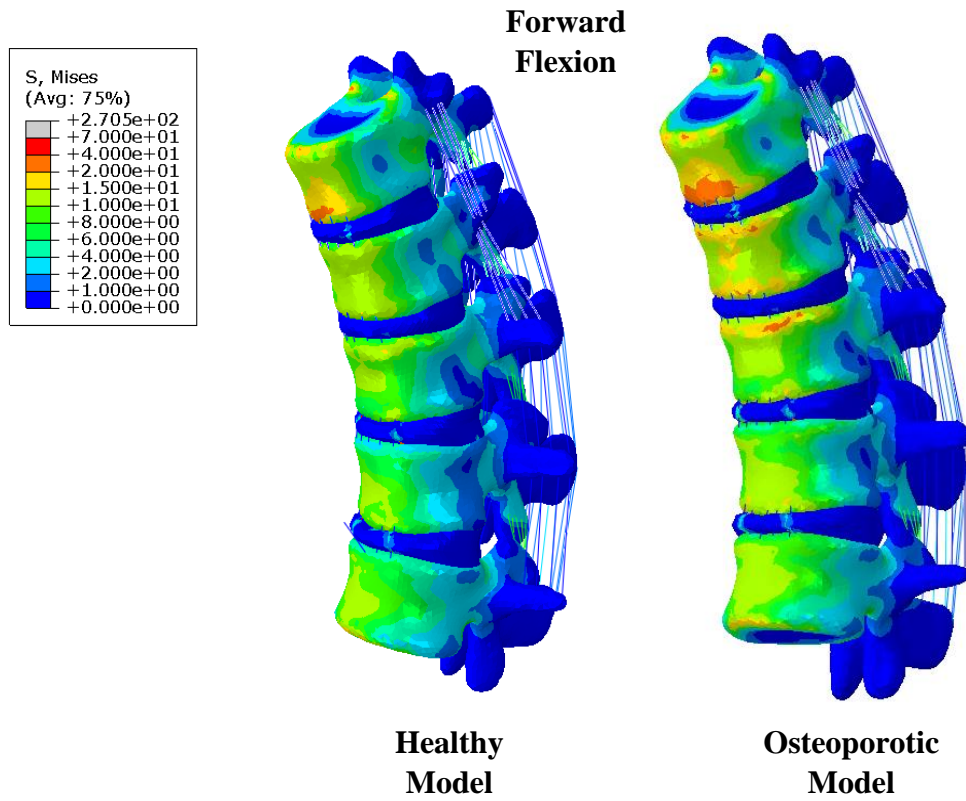 Forward
Flexion
S, Mises
(Avg: 75%)
+2.705e+02
+7.000e+01
+4.000e+01
+2.000e+01
+1.500e+01
+1.000e+01
+8.000e+00
+6.000e+00
+4.000e+00
+2.000e+00
+1.000e+00
+0.000e+00
Healthy
Model
Osteoporotic
Model